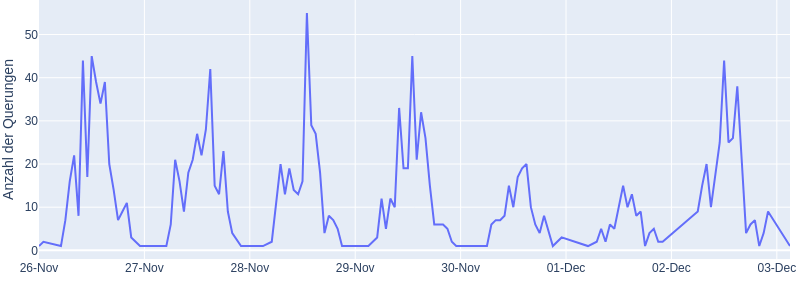 Anzahl der Querungen
50
40
30
20
10
0
26-Nov
27-Nov
28-Nov
29-Nov
30-Nov
01-Dec
02-Dec
03-Dec